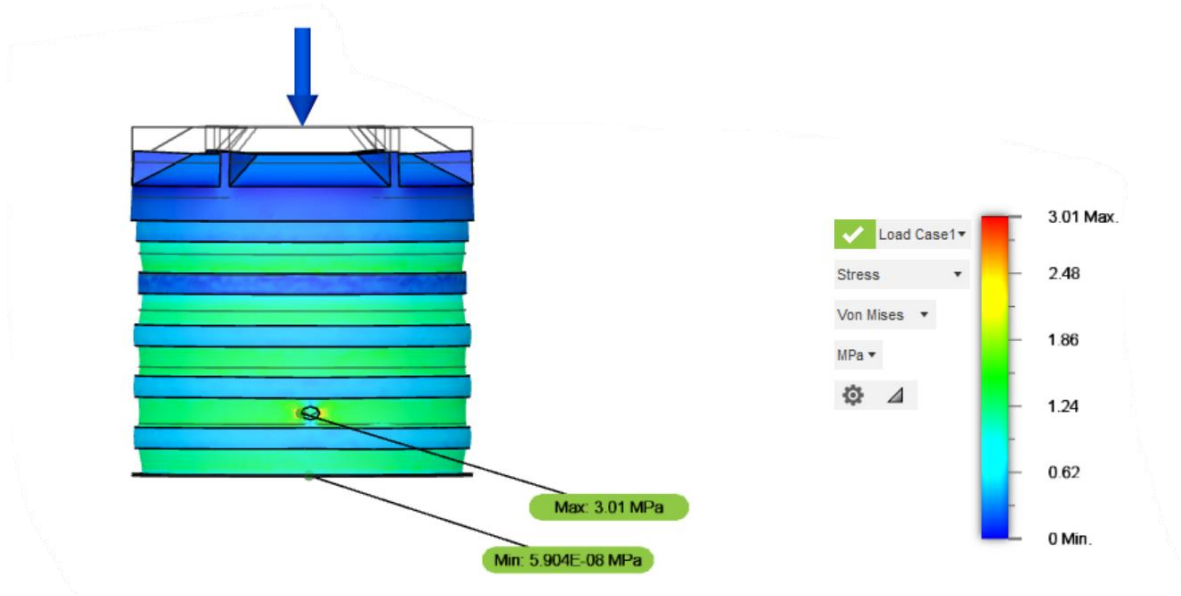 3.01 Max.
Load Case1
2.48
Stress
Von Mises
1.86
MPa
1.24
0.62
Max: 3.01 MPa
0 Min.
Min: 5.904E-08 MPa